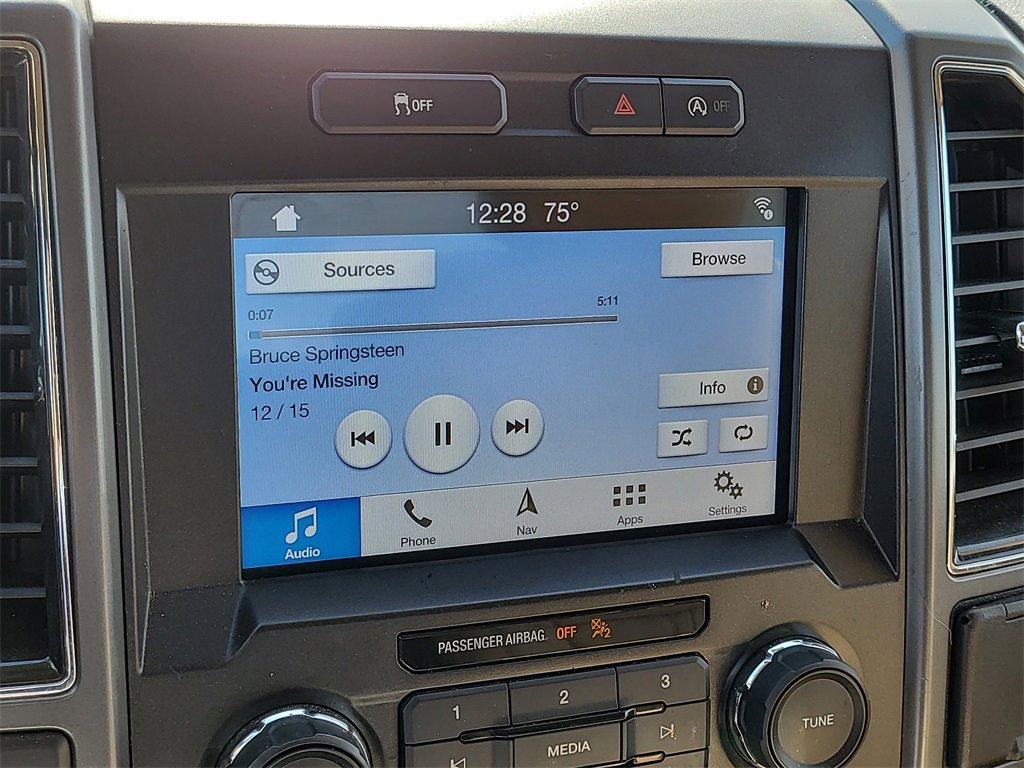 OFF
A OFF
12:28 75°
Sources
Browse
0:07 5:11
Bruce Springsteen
You're Missing
12 / 15
Info i
Audio
Phone
Nav
Apps
Settings
PASSENGER AIRBAG OFF 2
1
2
3
MEDIA
TUNE